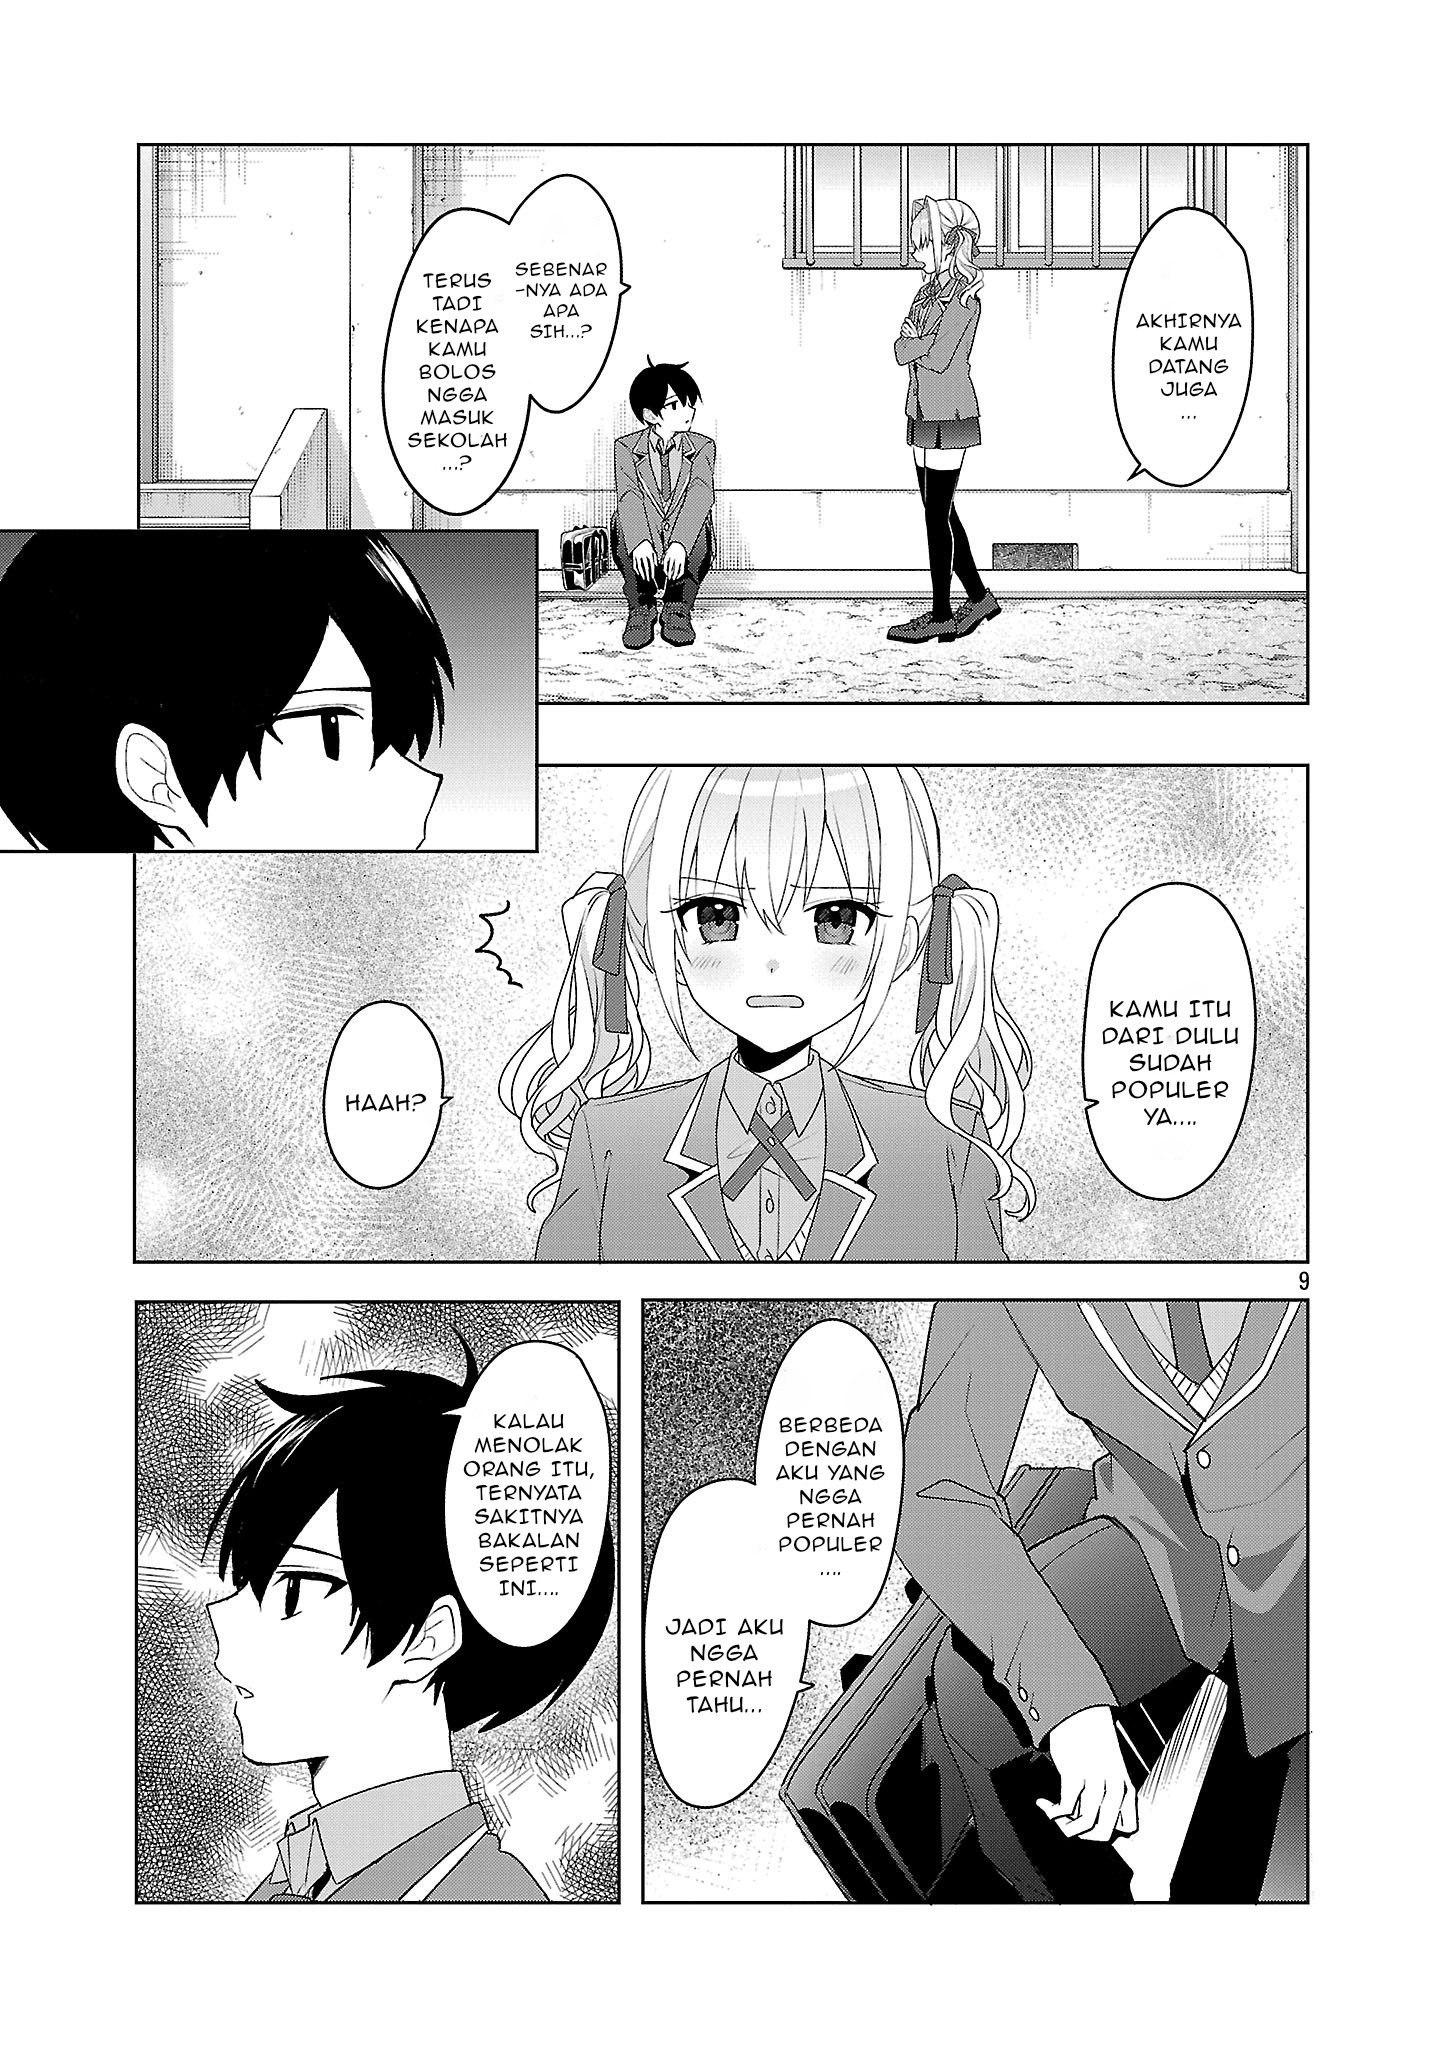 AKHIRNYA
KAMU
DATANG
JUGA
...
SEBENAR
-NYA ADA
APA
SIH...?
TERUS
TADI
KENAPA
KAMU
BOLOS
NGGA
MASUK
SEKOLAH
...?
KAMU ITU
DARI DULU
SUDAH
POPULER
YA....
HAAH?
9
BERBEDA
DENGAN
AKU YANG
NGGA
PERNAH
POPULER
....
JADI AKU
NGGA
PERNAH
TAHU...
KALAU
MENOLAK
ORANG ITU,
TERNYATA
SAKITNYA
BAKALAN
SEPERTI
INI....